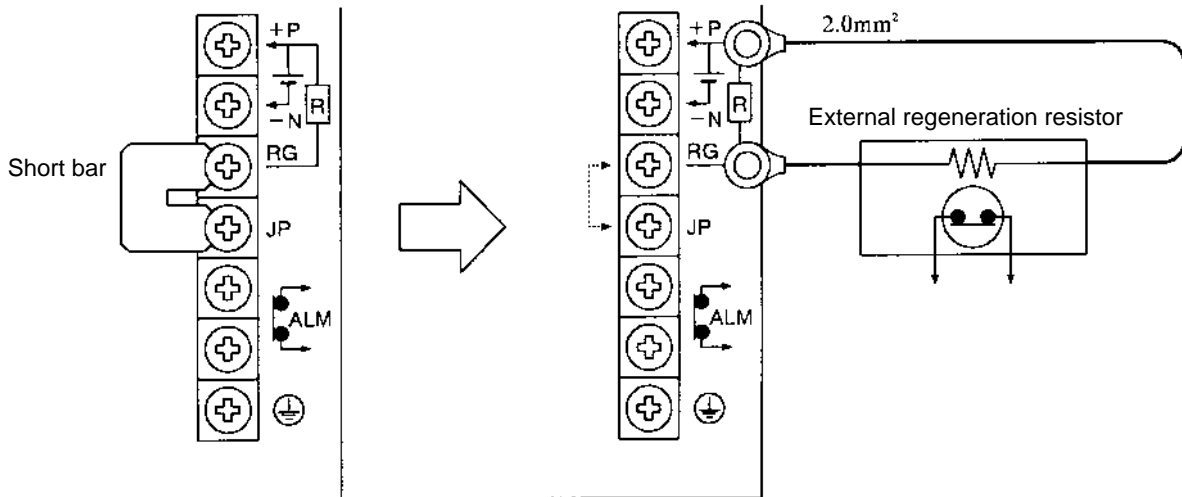 +P
R
−N
Short bar
RG
JP
ALM
+P
2.0mm²
R
−N
External regeneration resistor
RG
JP
ALM